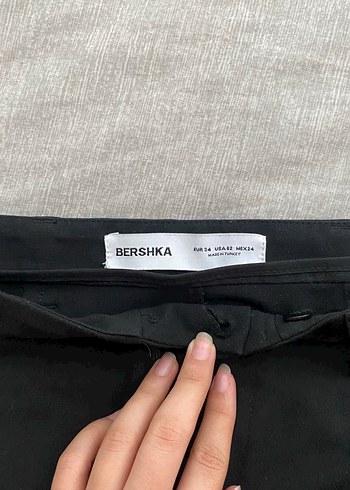 BERSHKA
EUR 34 USA 02 MEX 24
MADE IN TURKEY